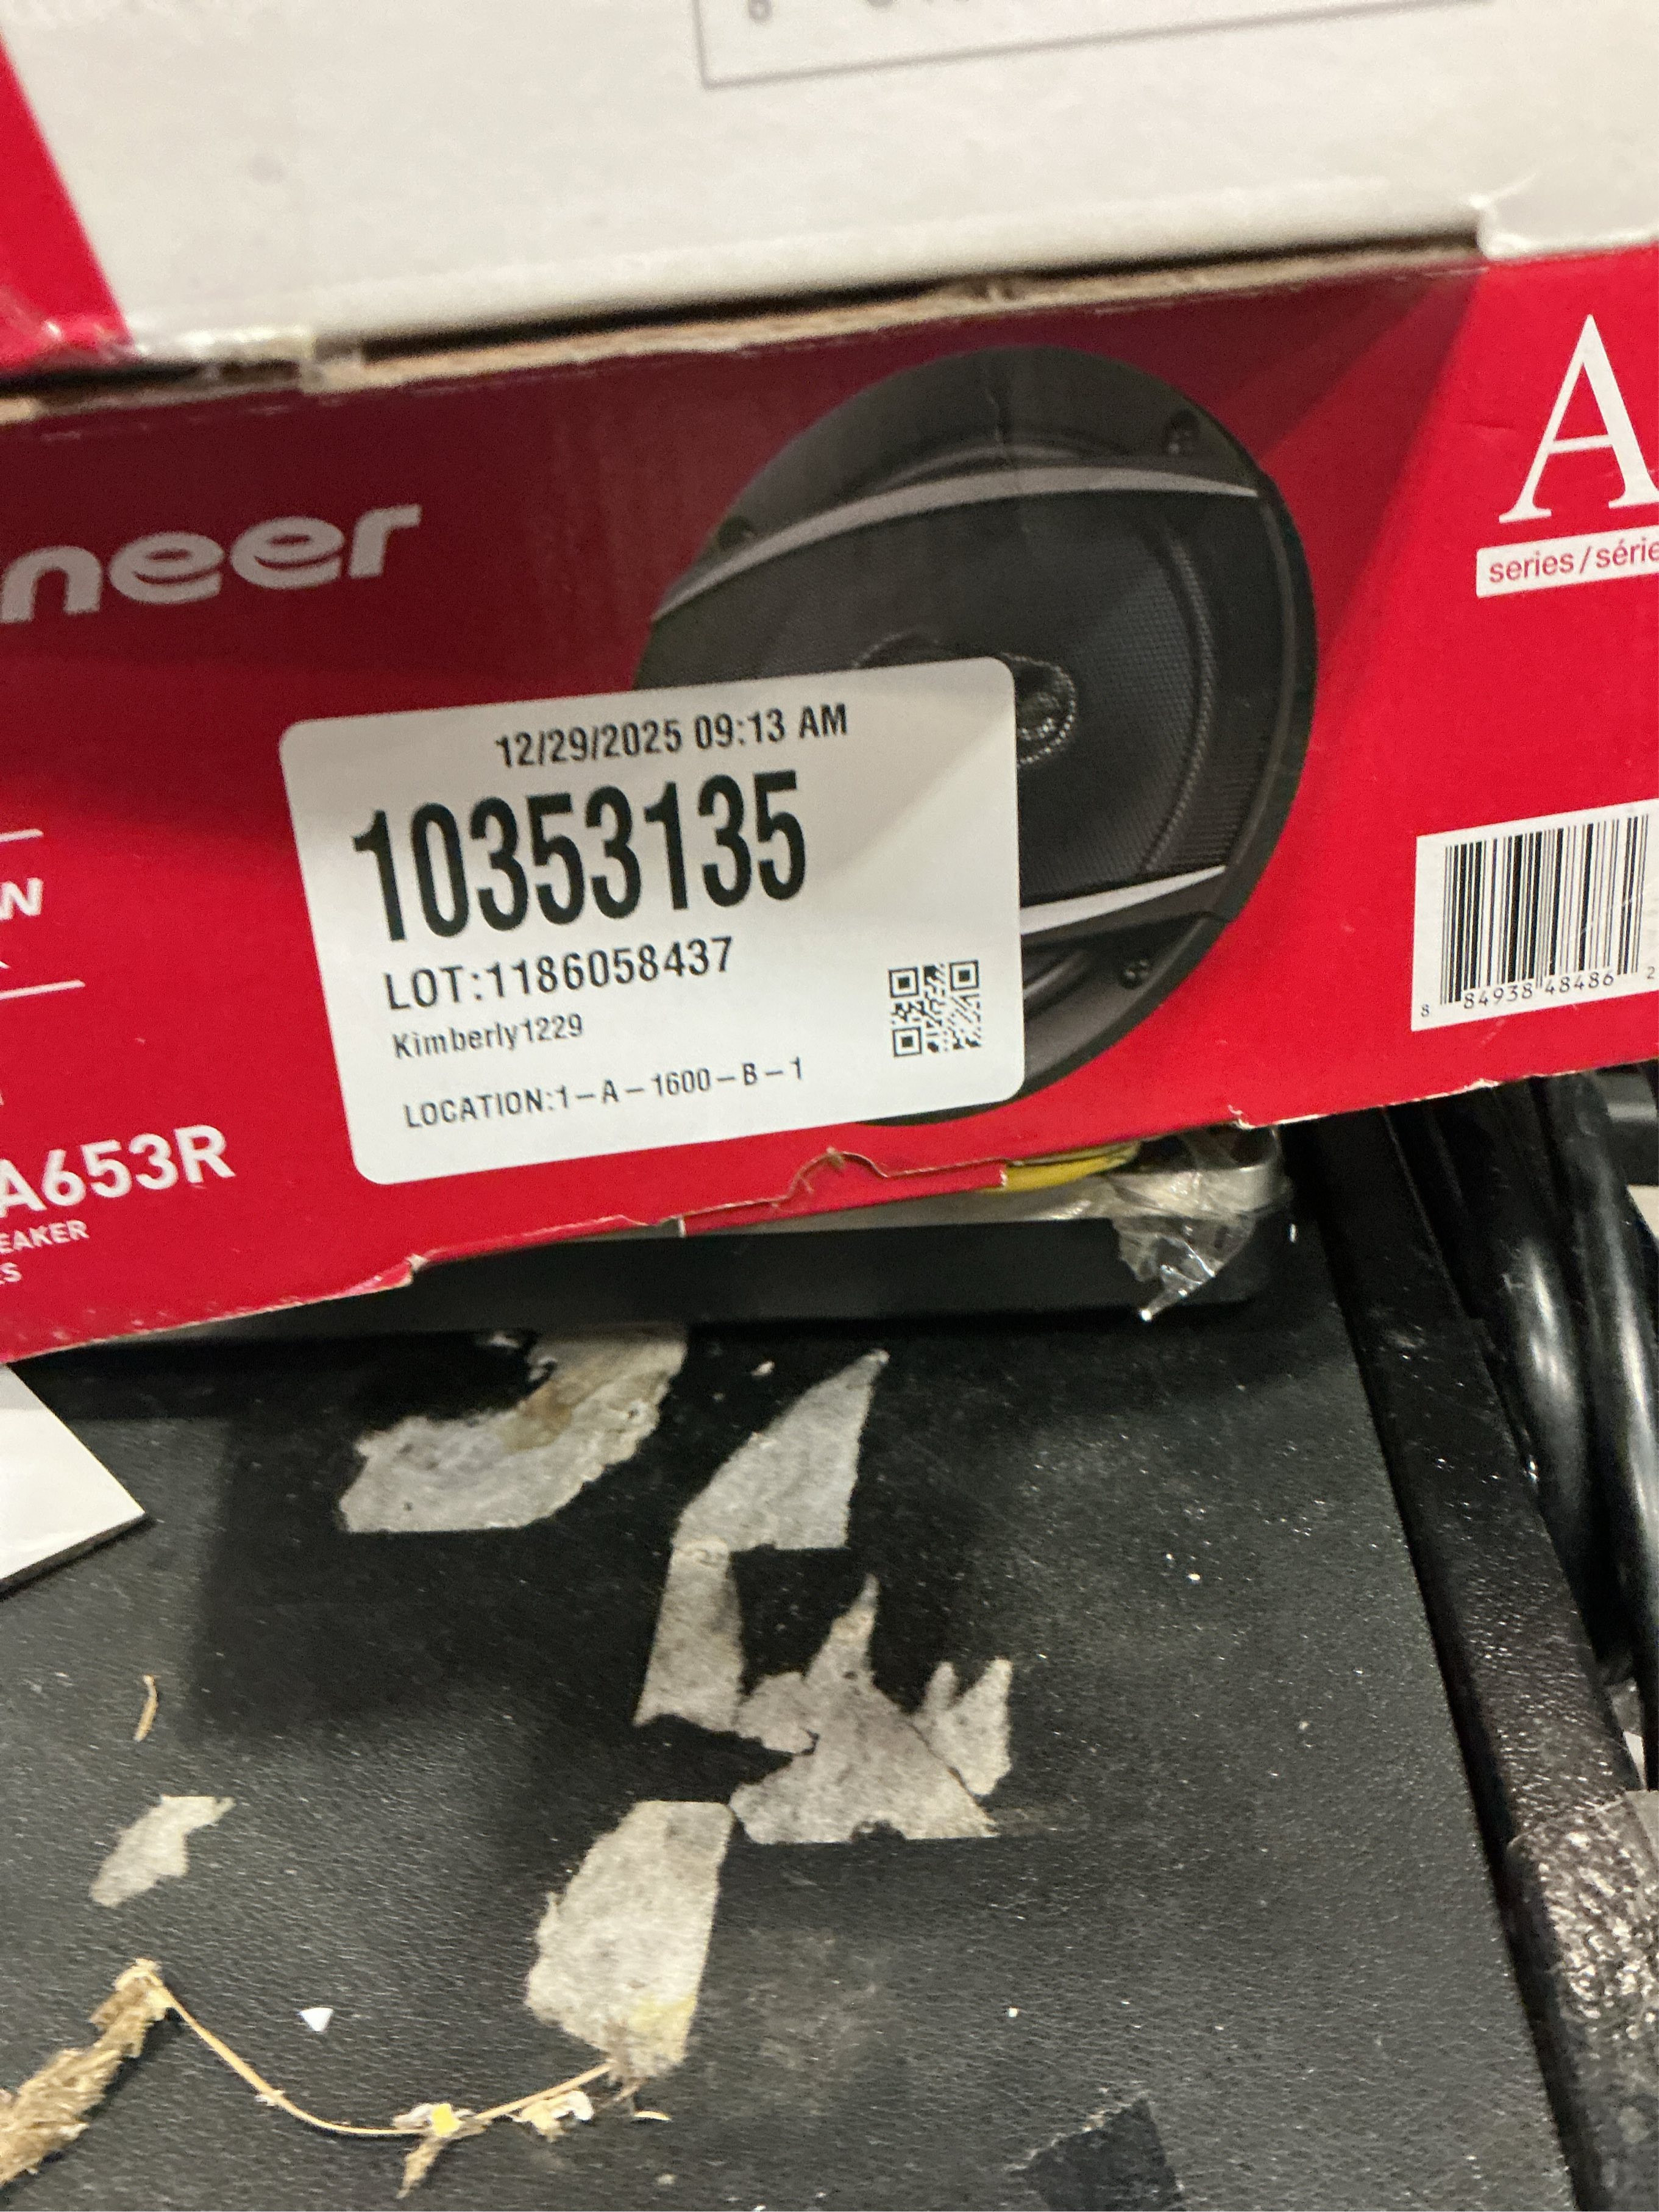 neer
A
series / série
12/29/2025 09:13 AM
10353135
LOT:1186058437
Kimberly1229
LOCATION:1-A-1600-B-1
W
A653R
EAKER
ES
8 84938 48486 2